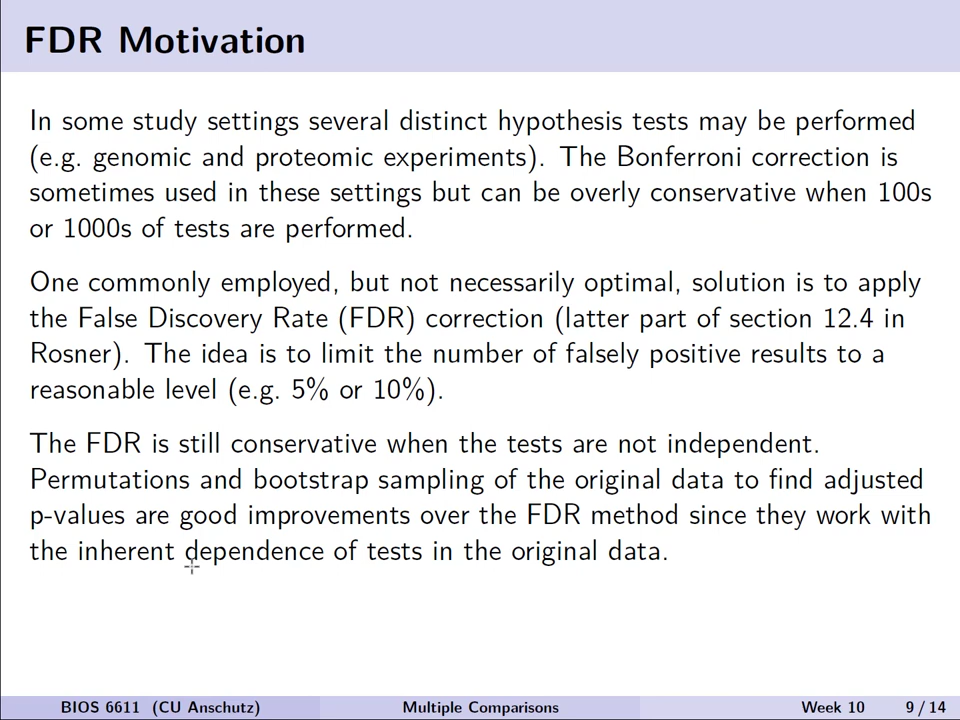 FDR Motivation
In some study settings several distinct hypothesis tests may be performed
(e.g. genomic and proteomic experiments). The Bonferroni correction is
sometimes used in these settings but can be overly conservative when 100s
or 1000s of tests are performed.
One commonly employed, but not necessarily optimal, solution is to apply
the False Discovery Rate (FDR) correction (latter part of section 12.4 in
Rosner). The idea is to limit the number of falsely positive results to a
reasonable level (e.g. 5% or 10%).
The FDR is still conservative when the tests are not independent.
Permutations and bootstrap sampling of the original data to find adjusted
p-values are good improvements over the FDR method since they work with
the inherent dependence of tests in the original data.
BIOS 6611 (CU Anschutz) Multiple Comparisons Week 10 9 / 14